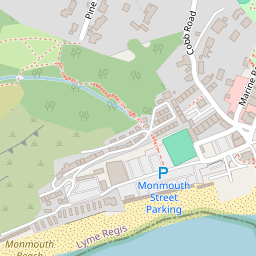 Pine
Cobb Road
Marine
P
Monmouth
Street
Parking
Lyme Regis
Monmouth
Beach